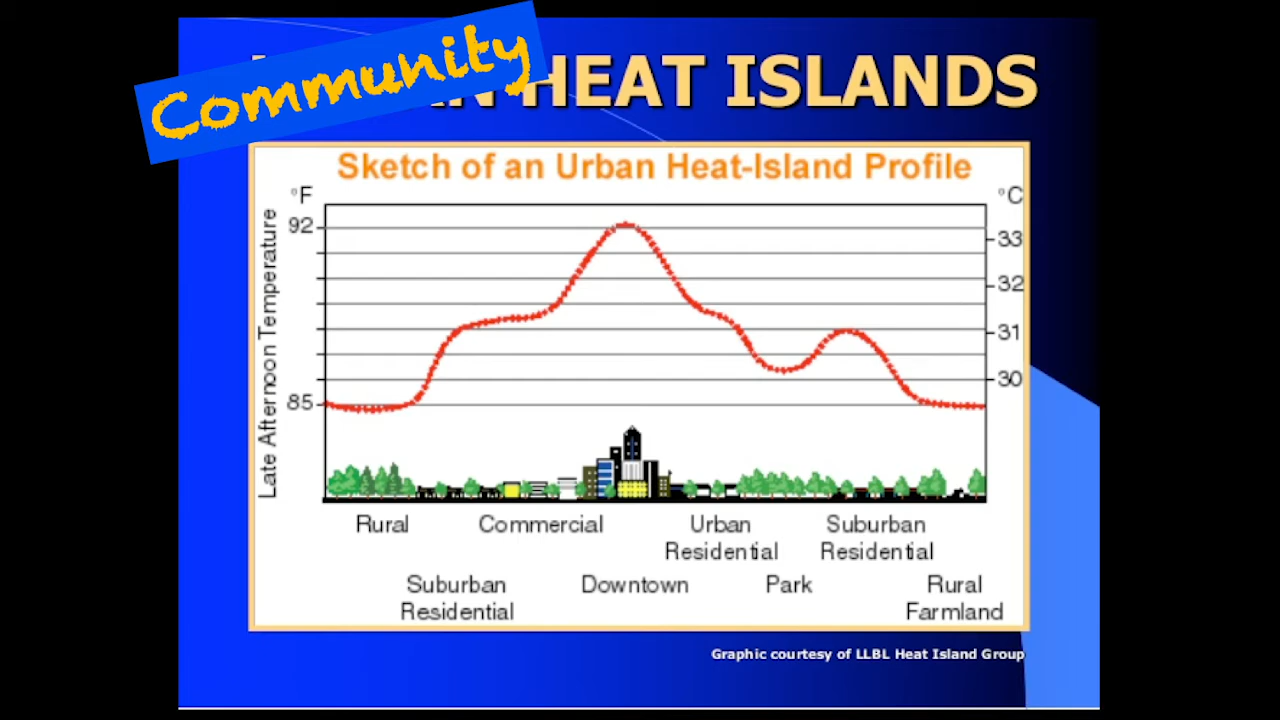 Community
HEAT ISLANDS
Sketch of an Urban Heat-Island Profile
°F
°C
Late Afternoon Temperature
92
85
33
32
31
30
Rural
Commercial
Urban
Residential
Suburban
Residential
Suburban
Residential
Downtown
Park
Rural
Farmland
Graphic courtesy of LLBL Heat Island Group